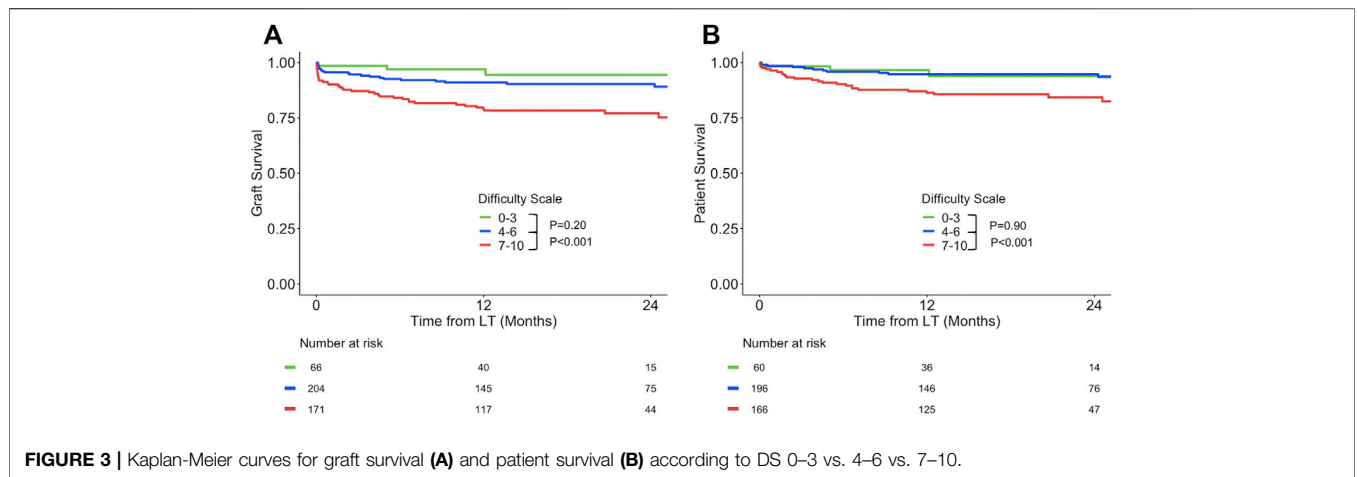 A
1.00
0.75
0.50
0.25
0.00
Graft Survival
Difficulty Scale
0-3
4-6
7-10
P=0.20
P<0.001
0 12 24
Time from LT (Months)
Number at risk
66 40 15
204 145 75
171 117 44
B
1.00
0.75
0.50
0.25
0.00
Patient Survival
Difficulty Scale
0-3
4-6
7-10
P=0.90
P<0.001
0 12 24
Time from LT (Months)
Number at risk
60 36 14
196 146 76
166 125 47
FIGURE 3 | Kaplan-Meier curves for graft survival (A) and patient survival (B) according to DS 0–3 vs. 4–6 vs. 7–10.